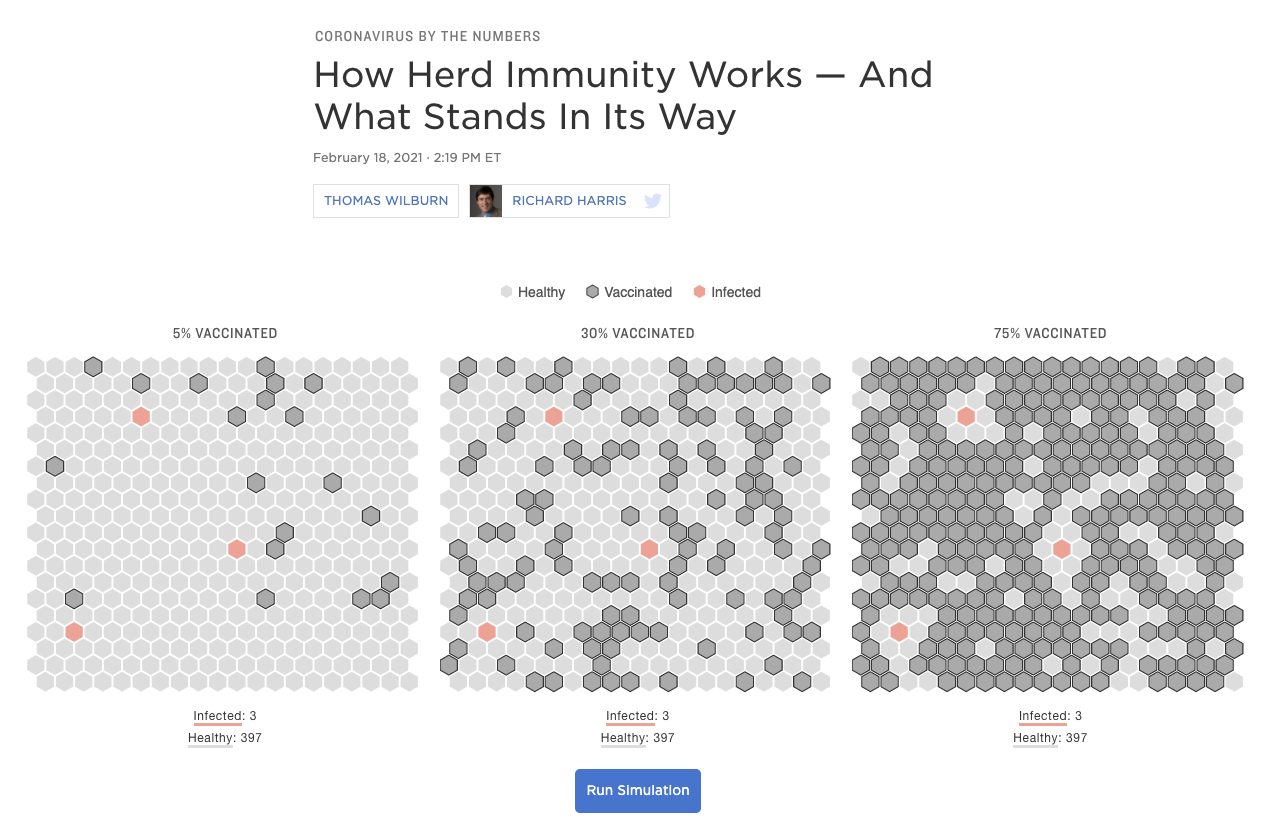 CORONAVIRUS BY THE NUMBERS
How Herd Immunity Works — And
What Stands In Its Way
February 18, 2021 · 2:19 PM ET
THOMAS WILBURN
RICHARD HARRIS
Healthy
Vaccinated
Infected
5% VACCINATED
30% VACCINATED
75% VACCINATED
Infected: 3
Healthy: 397
Infected: 3
Healthy: 397
Infected: 3
Healthy: 397
Run Simulation